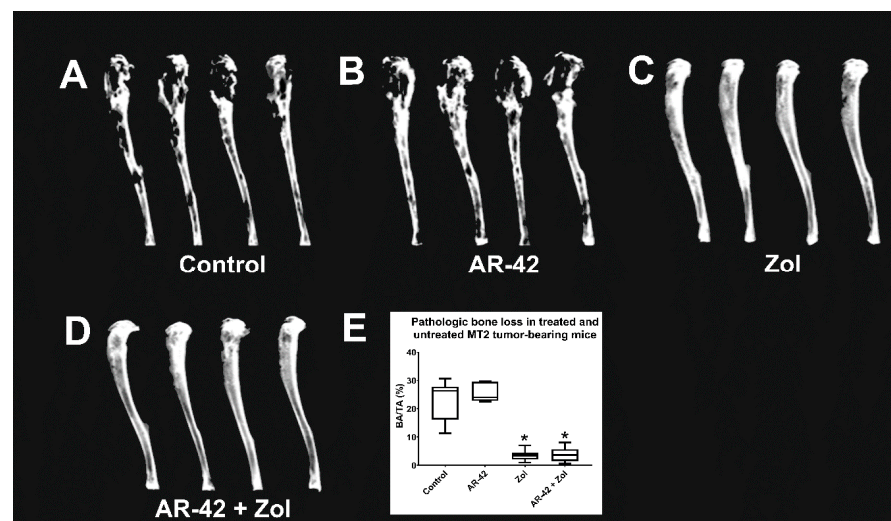 A
B
C
Control
AR-42
Zol
D
AR-42 + Zol
E
Pathologic bone loss in treated and
untreated MT2 tumor-bearing mice
BA/TA (%)
40
30
20
10
0
*
*
Control
AR-42
Zol
AR-42 + Zol